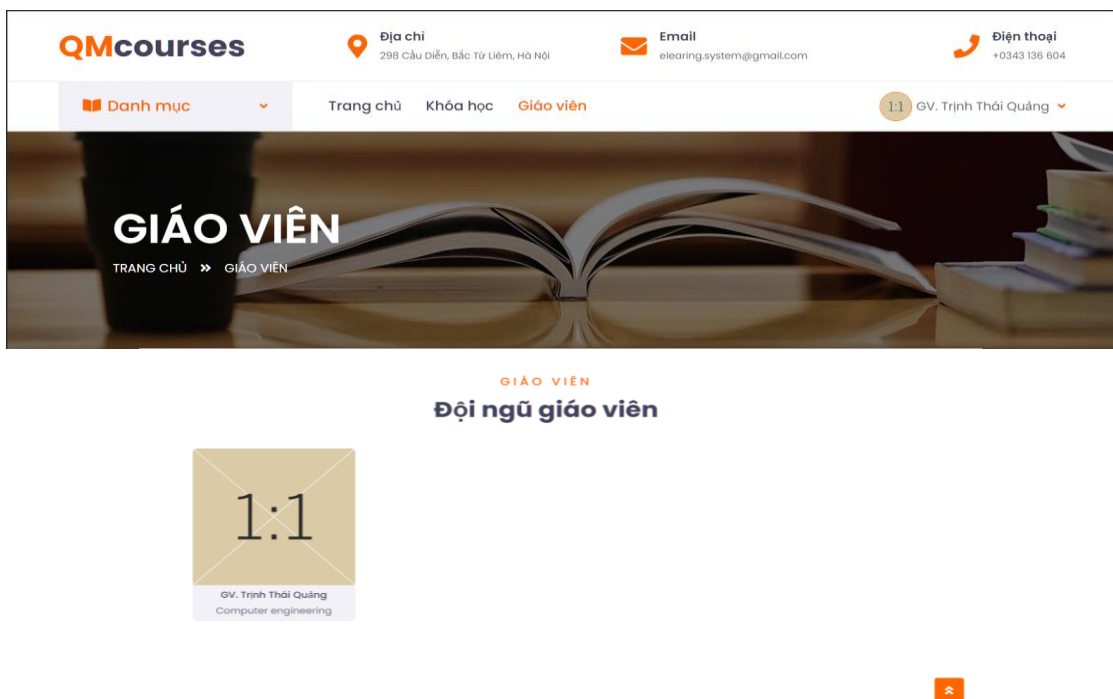 QMcourses
Địa chỉ
298 Cầu Diễn, Bắc Từ Liêm, Hà Nội
Email
elearing.system@gmail.com
Điện thoại
+0343 136 604
Danh mục
Trang chủ Khóa học Giáo viên
1:1 GV. Trịnh Thái Quảng
GIÁO VIÊN
TRANG CHỦ » GIÁO VIÊN
GIÁO VIÊN
Đội ngũ giáo viên
1:1
GV. Trịnh Thái Quảng
Computer engineering